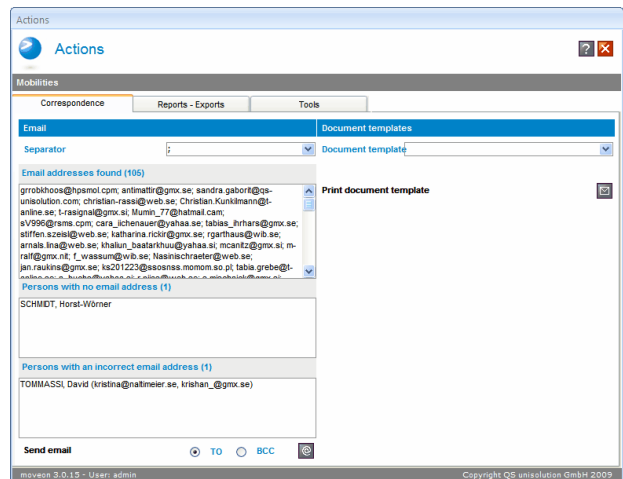 Actions
Actions
?
Mobilities
Correspondence
Reports - Exports
Tools
Email
Document templates
Separator
;
Document template
Email addresses found (105)
grrobkhoos@hpsmol.cpm; antimattir@gmx.se; sandra.gaborit@qs-
unisolution.com; christian-rassi@web.se; Christian.Kunkilmann@t-
anline.se; t-rasignal@gmx.si; Mumin_77@hatmail.cam;
sV996@rsms.cpm; cara_iichenauer@yahaa.se; tabias_ihrhars@gmx.se;
stiffen.szeisl@web.se; katharina.rickir@gmx.de; rgarthaus@wib.se;
arnals.lina@web.se; khaliun_baatarkhuu@yahaa.si; mcanitz@gmx.si; m-
ralf@gmx.nit; f_wassum@wib.se; Nasinischraeter@web.se;
jan.raukins@gmx.se; ks201223@ssosnss.momom.so.pl; tabia.grebe@t-
Print document template
Persons with no email address (1)
SCHMIDT, Horst-Wörner
Persons with an incorrect email address (1)
TOMMASSI, David (kristina@naltimeier.se, krishan_@gmx.se)
Send email
TO
BCC
@
moveon 3.0.15 - User: admin
Copyright QS unisolution GmbH 2009